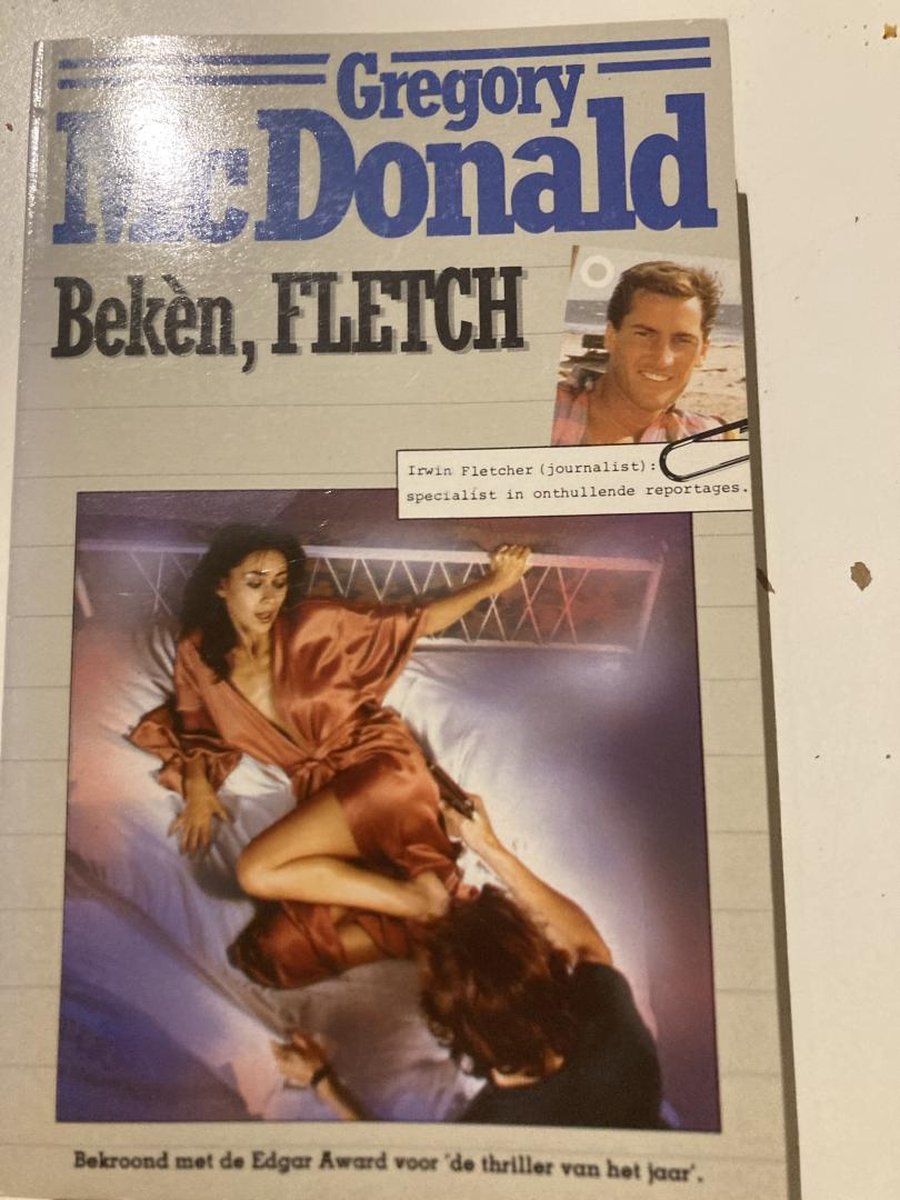 Gregory
McDonald
Bekèn, FLETCH
Irwin Fletcher (journalist):
specialist in onthullende reportages.
Bekroond met de Edgar Award voor 'de thriller van het jaar'.